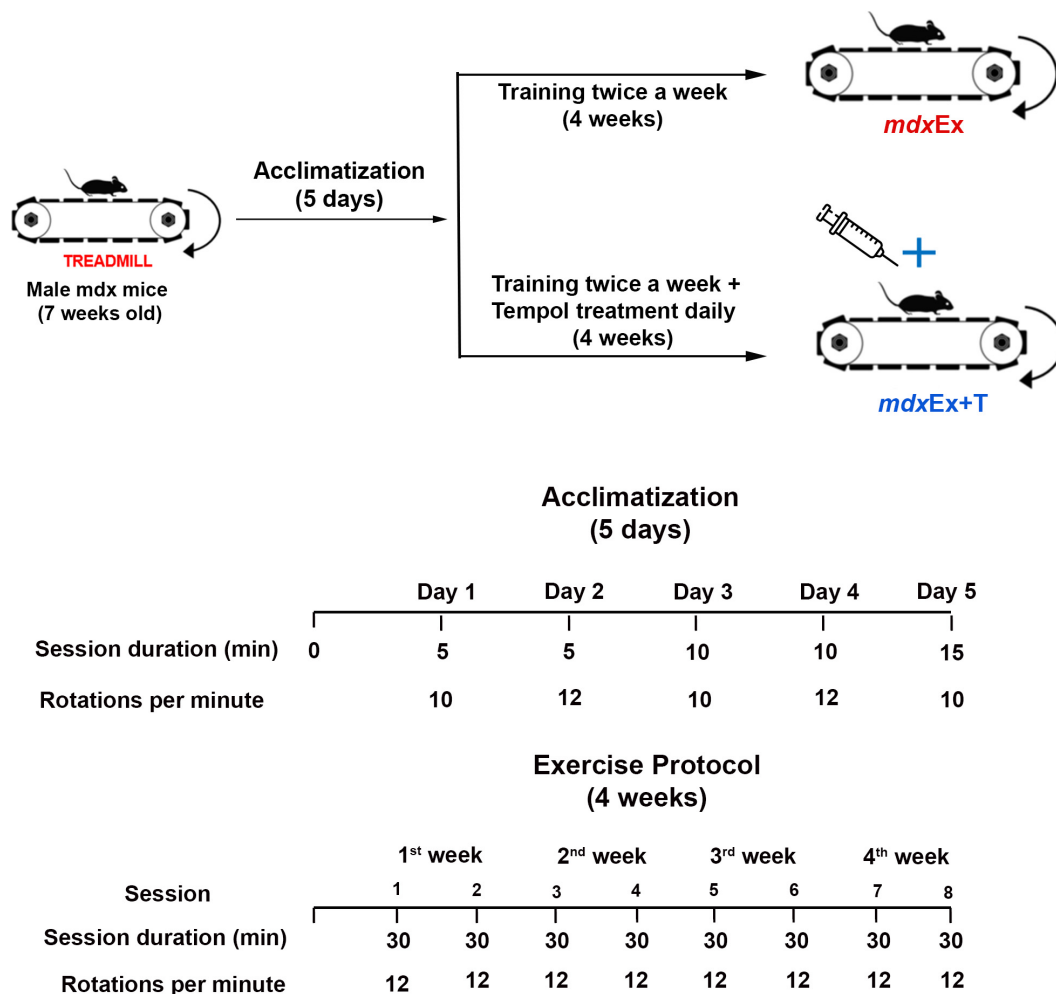 Training twice a week
(4 weeks)
mdxEx
Acclimatization
(5 days)
TREADMILL
Male mdx mice
(7 weeks old)
Training twice a week +
Tempol treatment daily
(4 weeks)
+
mdxEx+T
Acclimatization
(5 days)
Day 1 Day 2 Day 3 Day 4 Day 5
Session duration (min) 0 5 5 10 10 15
Rotations per minute 10 12 10 12 10
Exercise Protocol
(4 weeks)
1st week 2nd week 3rd week 4th week
Session 1 2 3 4 5 6 7 8
Session duration (min) 30 30 30 30 30 30 30 30
Rotations per minute 12 12 12 12 12 12 12 12